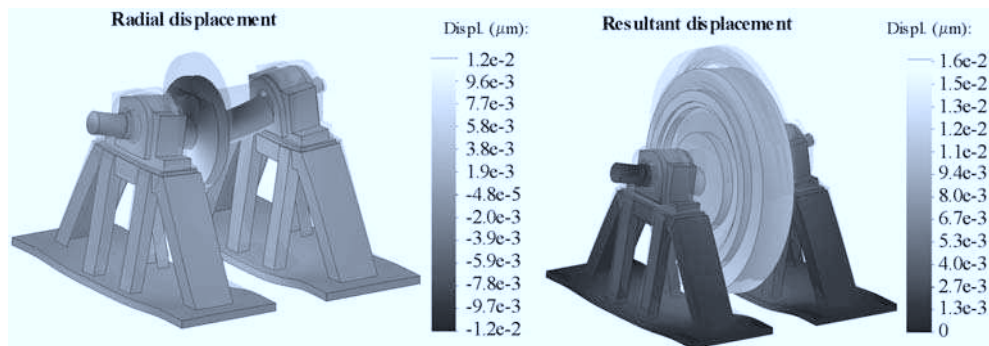 Radial displacement
Displ. (μm):
1.2e-2
9.6e-3
7.7e-3
5.8e-3
3.8e-3
1.9e-3
-4.8e-5
-2.0e-3
-3.9e-3
-5.9e-3
-7.8e-3
-9.7e-3
-1.2e-2
Resultant displacement
Displ. (μm):
1.6e-2
1.5e-2
1.3e-2
1.2e-2
1.1e-2
9.4e-3
8.0e-3
6.7e-3
5.3e-3
4.0e-3
2.7e-3
1.3e-3
0